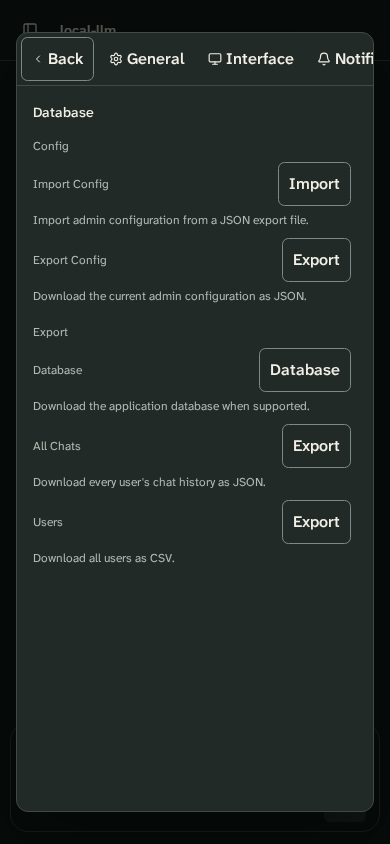 local-llm
Back General Interface Notifi
Database
Config
Import Config Import
Import admin configuration from a JSON export file.
Export Config Export
Download the current admin configuration as JSON.
Export
Database Database
Download the application database when supported.
All Chats Export
Download every user's chat history as JSON.
Users Export
Download all users as CSV.